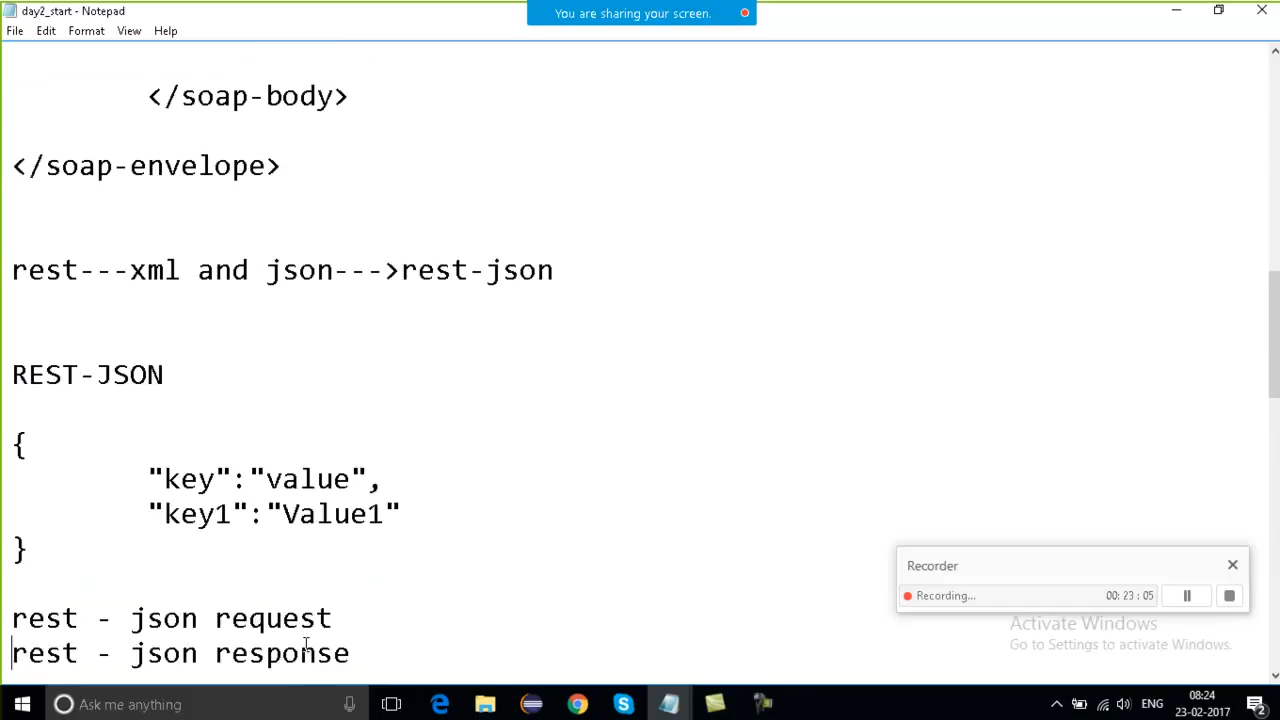 day2_start - Notepad
You are sharing your screen.
File Edit Format View Help
</soap-body>
</soap-envelope>
rest---xml and json--->rest-json
REST-JSON
{
"key":"value",
"key1":"Value1"
}
rest - json request
rest - json response
Recorder
Recording... 00:23:05
Activate Windows
Go to Settings to activate Windows.
Ask me anything
ENG
08:24
23-02-2017
2